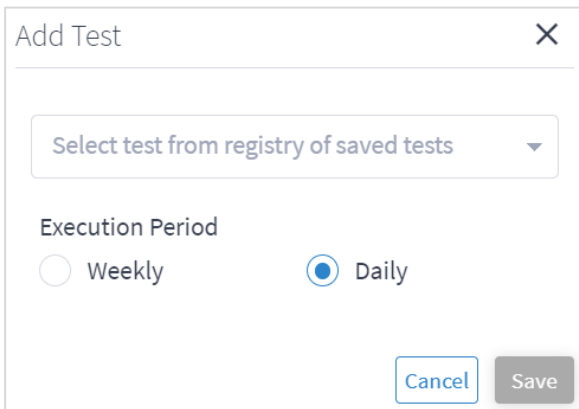 Add Test
Select test from registry of saved tests
Execution Period
Weekly Daily
Cancel Save